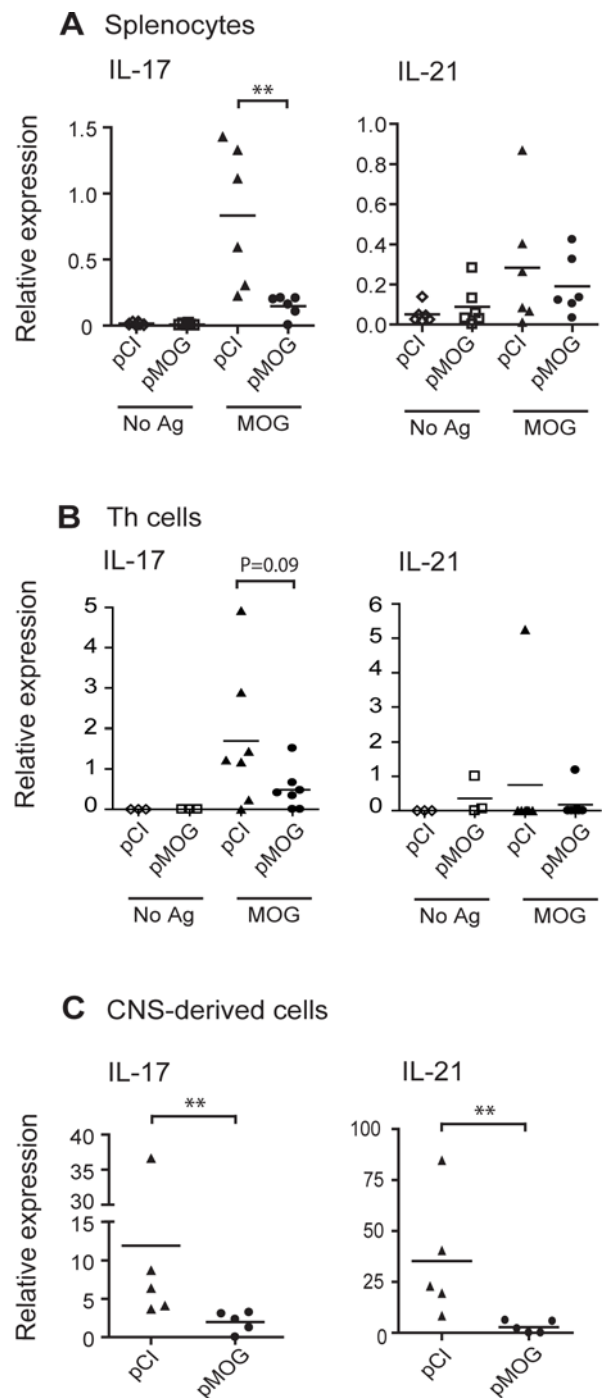 A Splenocytes
IL-17
IL-21
**
Relative expression
1.5
1.0
0.5
0
1.0
0.8
0.6
0.4
0.2
0.0
pCI
pMOG
pCI
pMOG
pCI
pMOG
pCI
pMOG
No Ag
MOG
No Ag
MOG
B Th cells
IL-17
IL-21
P=0.09
Relative expression
5
4
3
2
1
0
6
5
4
3
2
1
0
pCI
pMOG
pCI
pMOG
pCI
pMOG
pCI
pMOG
No Ag
MOG
No Ag
MOG
C CNS-derived cells
IL-17
IL-21
**
**
Relative expression
40
35
30
15
10
5
0
100
75
50
25
0
pCI
pMOG
pCI
pMOG